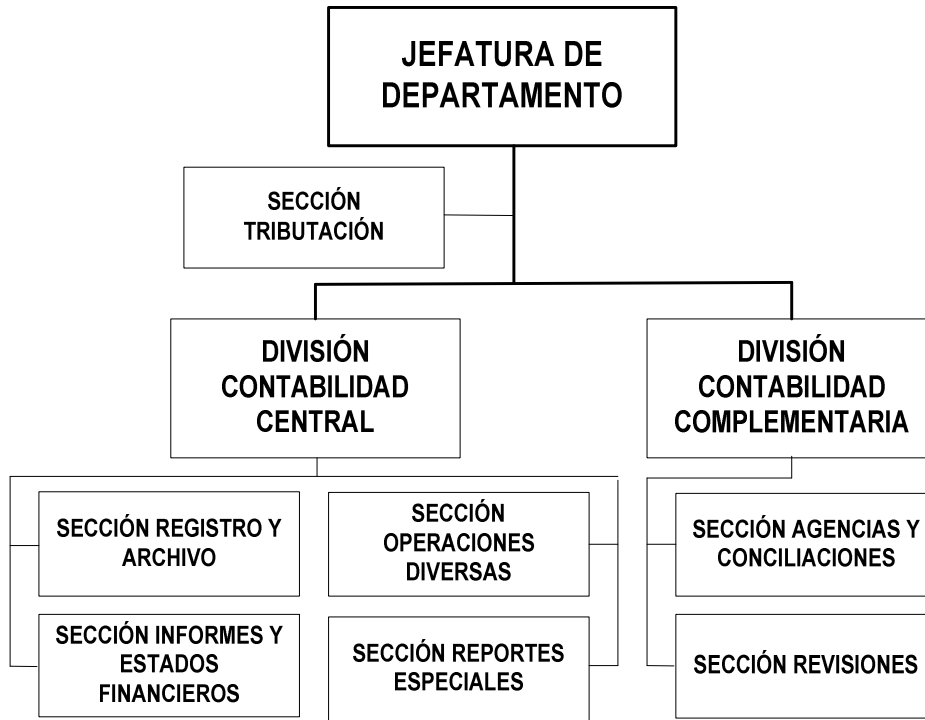 JEFATURA DE
DEPARTAMENTO
SECCIÓN
TRIBUTACIÓN
DIVISIÓN
CONTABILIDAD
CENTRAL
DIVISIÓN
CONTABILIDAD
COMPLEMENTARIA
SECCIÓN REGISTRO Y
ARCHIVO
SECCIÓN
OPERACIONES
DIVERSAS
SECCIÓN AGENCIAS Y
CONCILIACIONES
SECCIÓN INFORMES Y
ESTADOS
FINANCIEROS
SECCIÓN REPORTES
ESPECIALES
SECCIÓN REVISIONES